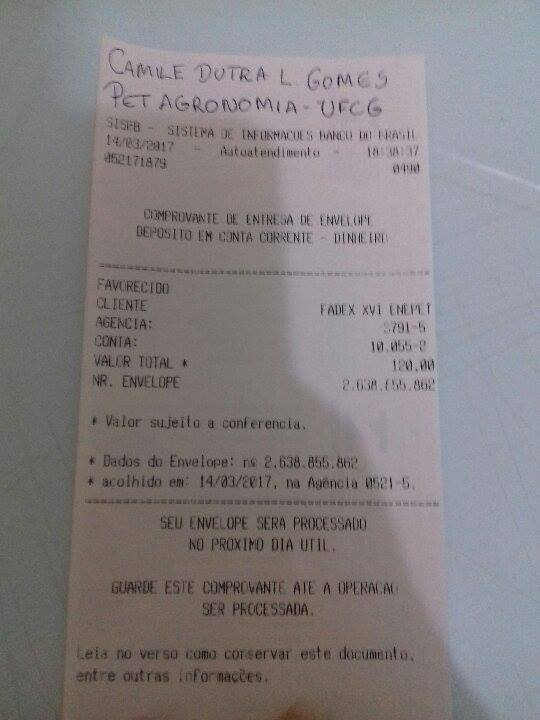 CAMILE DUTRA L. GOMES
PET AGRONOMIA - UFCG
SISBB - SISTEMA DE INFORMACOES BANCO DO BRASIL
14/03/2017 - Autoatendimento - 18:38:37
052171879 0490
COMPROVANTE DE ENTREGA DE ENVELOPE
DEPOSITO EM CONTA CORRENTE - DINHEIRO
FAVORECIDO
CLIENTE FADEX XVI ENEPET
AGENCIA: 3791-5
CONTA: 10.055-2
VALOR TOTAL * 120,00
NR. ENVELOPE 2.638.855.862
* Valor sujeito a conferencia.
* Dados do Envelope: nº 2.638.855.862
* acolhido em: 14/03/2017, na Agência 0521-5.
SEU ENVELOPE SERA PROCESSADO
NO PROXIMO DIA UTIL.
GUARDE ESTE COMPROVANTE ATE A OPERACAO
SER PROCESSADA.
Leia no verso como conservar este documento,
entre outras informações.